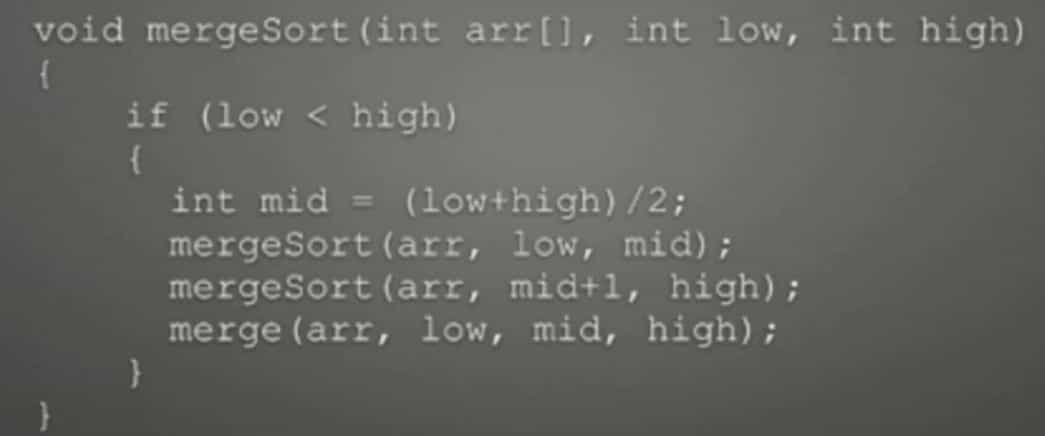 void mergeSort(int arr[], int low, int high)
{
if (low < high)
{
int mid = (low+high)/2;
mergeSort(arr, low, mid);
mergeSort(arr, mid+1, high);
merge(arr, low, mid, high);
}
}